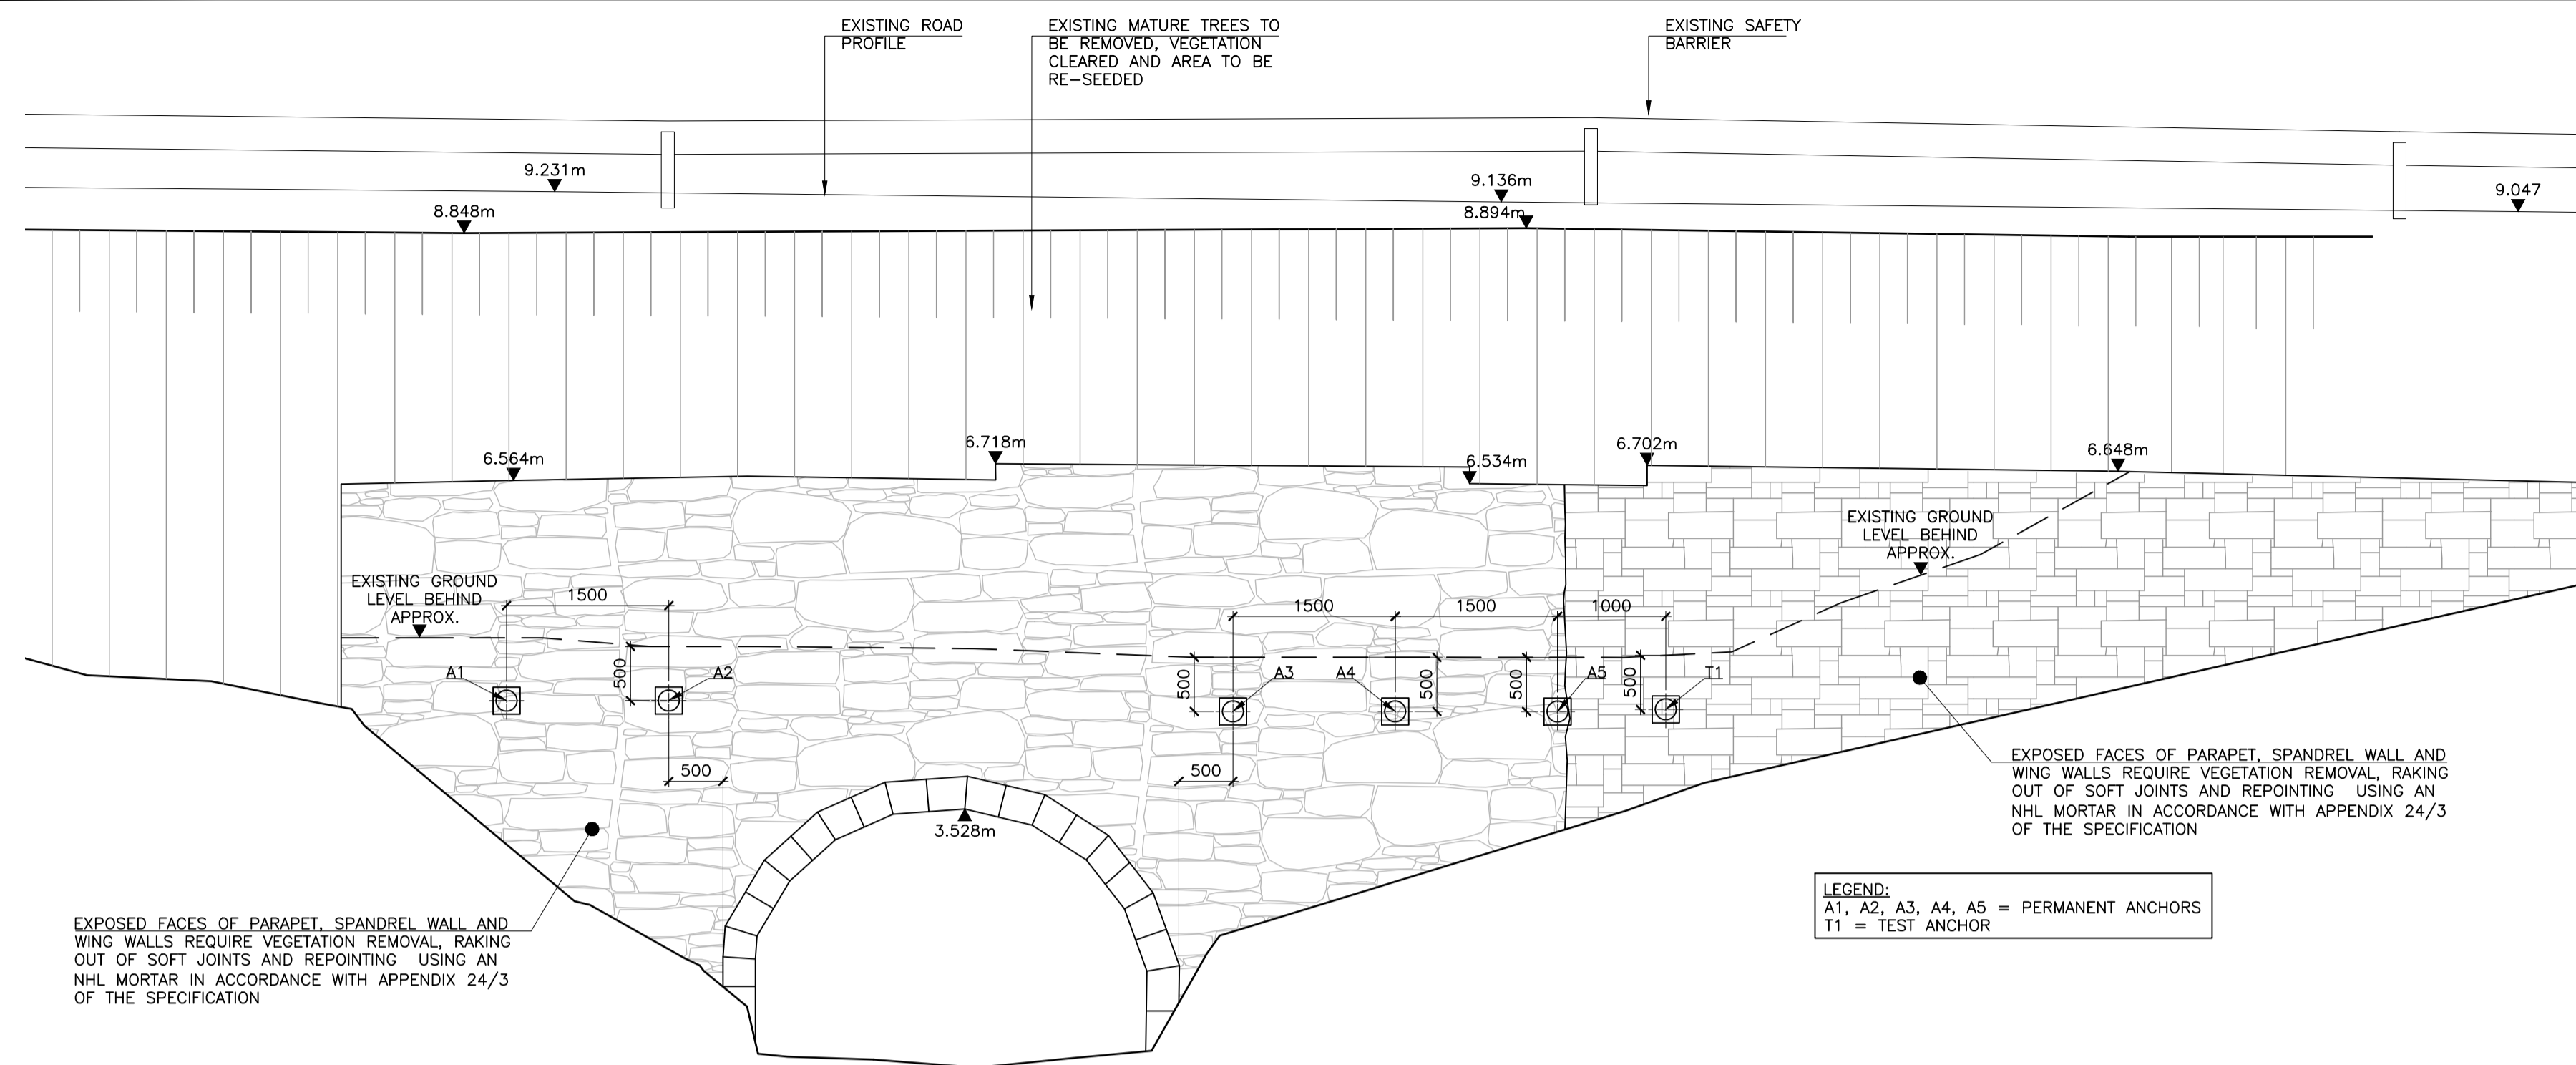 EXISTING ROAD
PROFILE
EXISTING MATURE TREES TO
BE REMOVED, VEGETATION
CLEARED AND AREA TO BE
RE-SEEDED
EXISTING SAFETY
BARRIER
9.231m
9.136m
9.047
8.848m
8.894m
6.564m
6.718m
6.534m
6.702m
6.648m
EXISTING GROUND
LEVEL BEHIND
APPROX.
EXISTING GROUND
LEVEL BEHIND
APPROX.
1500
1500
1500
1000
A1
500
A2
500
A3
A4
500
500
A5
500
T1
500
500
3.528m
EXPOSED FACES OF PARAPET, SPANDREL WALL AND
WING WALLS REQUIRE VEGETATION REMOVAL, RAKING
OUT OF SOFT JOINTS AND REPOINTING USING AN
NHL MORTAR IN ACCORDANCE WITH APPENDIX 24/3
OF THE SPECIFICATION
LEGEND:
A1, A2, A3, A4, A5 = PERMANENT ANCHORS
T1 = TEST ANCHOR
EXPOSED FACES OF PARAPET, SPANDREL WALL AND
WING WALLS REQUIRE VEGETATION REMOVAL, RAKING
OUT OF SOFT JOINTS AND REPOINTING USING AN
NHL MORTAR IN ACCORDANCE WITH APPENDIX 24/3
OF THE SPECIFICATION